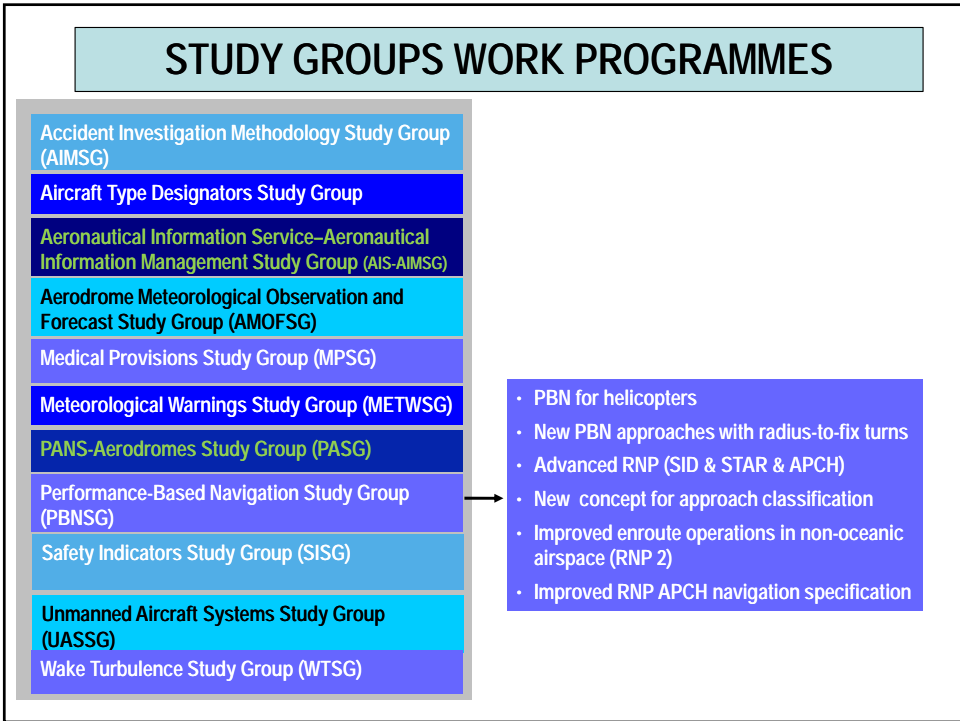 STUDY GROUPS WORK PROGRAMMES
Accident Investigation Methodology Study Group
(AIMSG)
Aircraft Type Designators Study Group
Aeronautical Information Service–Aeronautical
Information Management Study Group (AIS-AIMSG)
Aerodrome Meteorological Observation and
Forecast Study Group (AMOFSG)
Medical Provisions Study Group (MPSG)
Meteorological Warnings Study Group (METWSG)
PANS-Aerodromes Study Group (PASG)
Performance-Based Navigation Study Group
(PBNSG)
Safety Indicators Study Group (SISG)
Unmanned Aircraft Systems Study Group
(UASSG)
Wake Turbulence Study Group (WTSG)
• PBN for helicopters
• New PBN approaches with radius-to-fix turns
• Advanced RNP (SID & STAR & APCH)
• New concept for approach classification
• Improved enroute operations in non-oceanic
airspace (RNP 2)
• Improved RNP APCH navigation specification